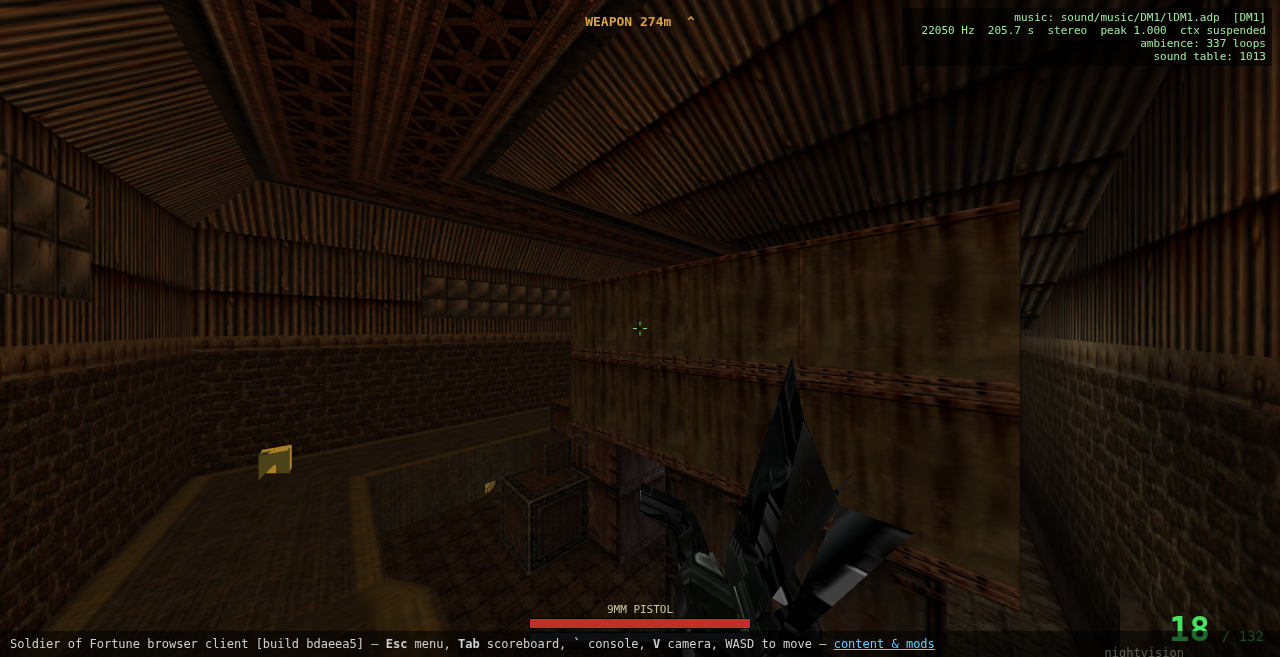 WEAPON 274m ^
music: sound/music/DM1/lDM1.adp [DM1]
22050 Hz 205.7 s stereo peak 1.000 ctx suspended
ambience: 337 loops
sound table: 1013
9MM PISTOL
18 / 132
Soldier of Fortune browser client [build bdaeea5] — Esc menu, Tab scoreboard, ` console, V camera, WASD to move — content & mods
nightvision